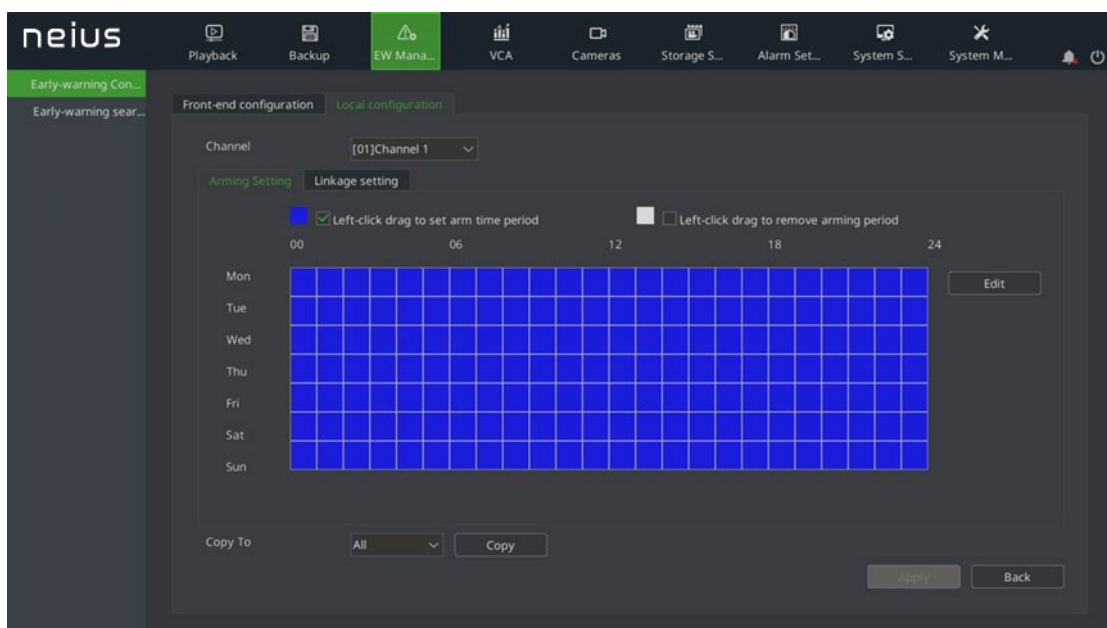 neius
Playback Backup EW Mana... VCA Cameras Storage S... Alarm Set... System S... System M...
Early-warning Con...
Early-warning sear...
Front-end configuration Local configuration
Channel [01]Channel 1
Arming Setting Linkage setting
Left-click drag to set arm time period Left-click drag to remove arming period
00 06 12 18 24
Mon Edit
Tue
Wed
Thu
Fri
Sat
Sun
Copy To All Copy
Apply Back